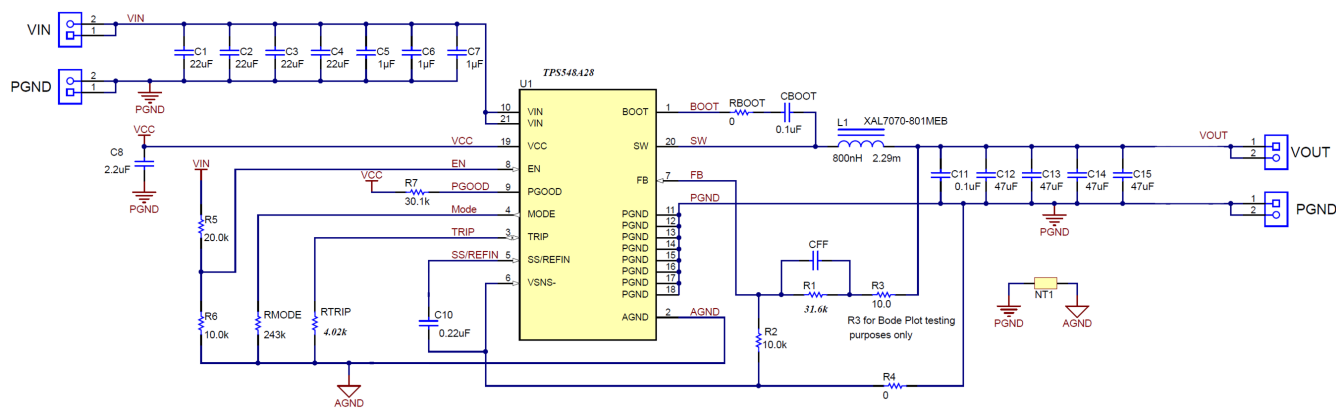 VIN
2
1
VIN
PGND
2
1
C1
22uF
C2
22uF
C3
22uF
C4
22uF
C5
1µF
C6
1µF
C7
1µF
PGND
VCC
C8
2.2uF
PGND
VIN
R5
20.0k
R6
10.0k
RMODE
243k
RTRIP
4.02k
AGND
VCC
R7
30.1k
C10
0.22uF
VCC
EN
PGOOD
Mode
TRIP
SS/REFIN
TPS548A28
U1
10
VIN
21
VIN
19
VCC
8
EN
9
PGOOD
4
MODE
3
TRIP
5
SS/REFIN
6
VSNS-
BOOT
1
SW
20
FB
7
PGND
11
PGND
12
PGND
13
PGND
14
PGND
15
PGND
16
PGND
17
PGND
18
AGND
2
BOOT
SW
FB
PGND
AGND
RBOOT
0
CBOOT
0.1uF
L1
XAL7070-801MEB
800nH
2.29m
CFF
R1
31.6k
R3
10.0
R3 for Bode Plot testing
purposes only
R2
10.0k
R4
0
C11
0.1uF
C12
47uF
C13
47uF
C14
47uF
C15
47uF
PGND
VOUT
1
2
VOUT
1
2
PGND
NT1
PGND
AGND